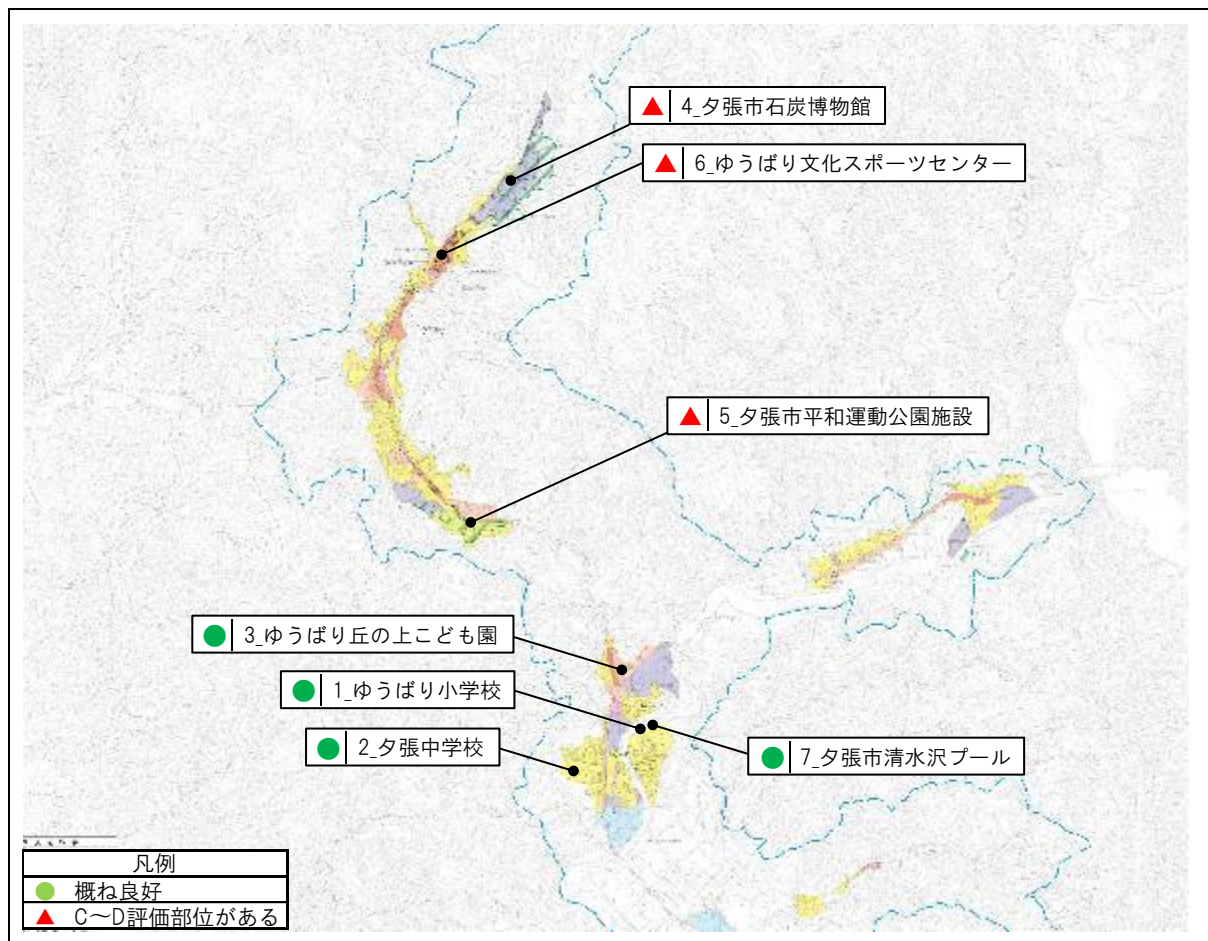 4_夕張市石炭博物館
6_ゆうばり文化スポーツセンター
5_夕張市平和運動公園施設
3_ゆうばり丘の上こども園
1_ゆうばり小学校
2_夕張中学校
7_夕張市清水沢プール
凡例
概ね良好
C～D評価部位がある